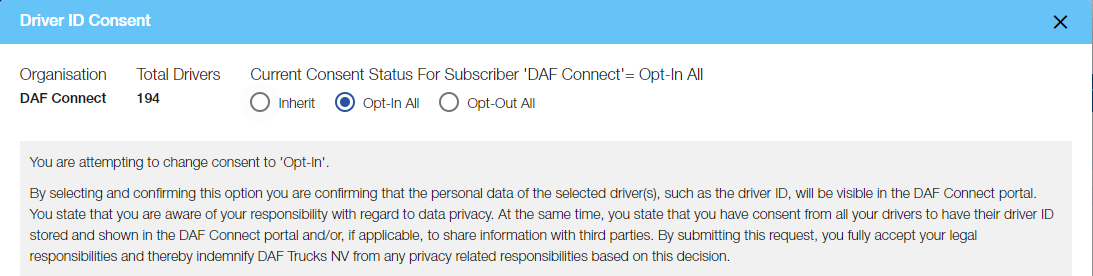 Driver ID Consent
Organisation Total Drivers Current Consent Status For Subscriber 'DAF Connect'= Opt-In All
DAF Connect 194 Inherit Opt-In All Opt-Out All
You are attempting to change consent to 'Opt-In'.
By selecting and confirming this option you are confirming that the personal data of the selected driver(s), such as the driver ID, will be visible in the DAF Connect portal.
You state that you are aware of your responsibility with regard to data privacy. At the same time, you state that you have consent from all your drivers to have their driver ID
stored and shown in the DAF Connect portal and/or, if applicable, to share information with third parties. By submitting this request, you fully accept your legal
responsibilities and thereby indemnify DAF Trucks NV from any privacy related responsibilities based on this decision.